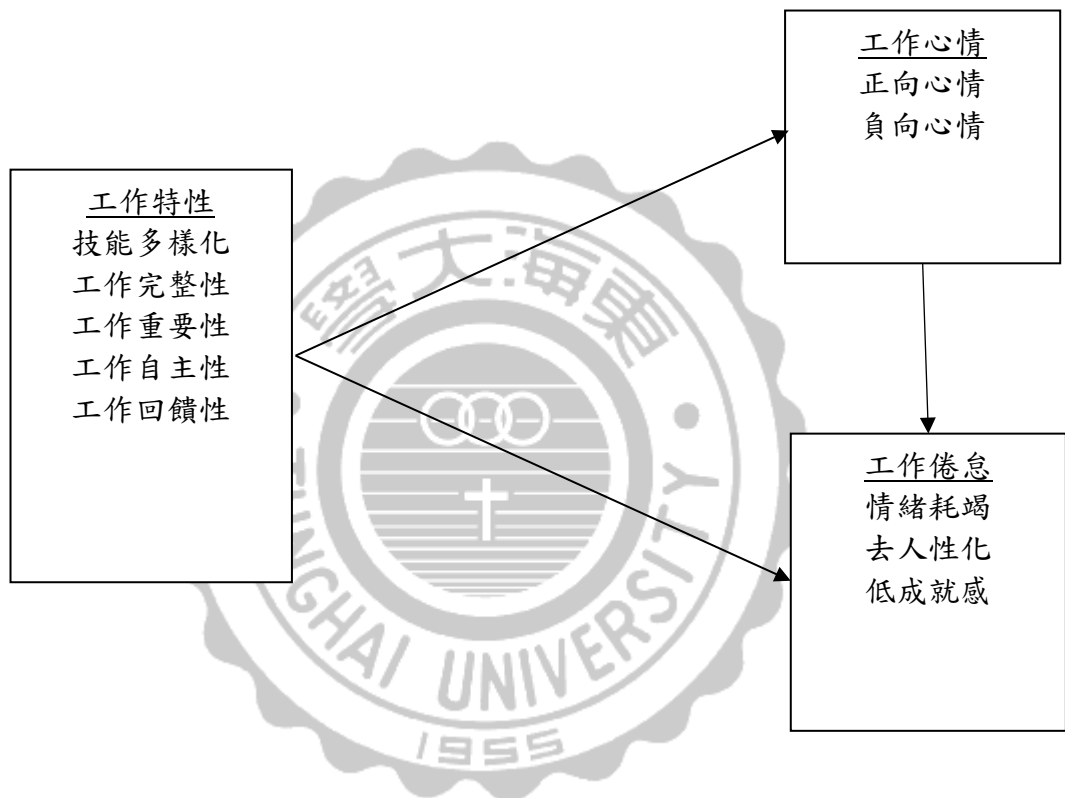 工作心情
正向心情
負向心情
工作特性
技能多樣化
工作完整性
工作重要性
工作自主性
工作回饋性
工作倦怠
情緒耗竭
去人性化
低成就感
學大海東
TUNGHAI UNIVERSITY
1955